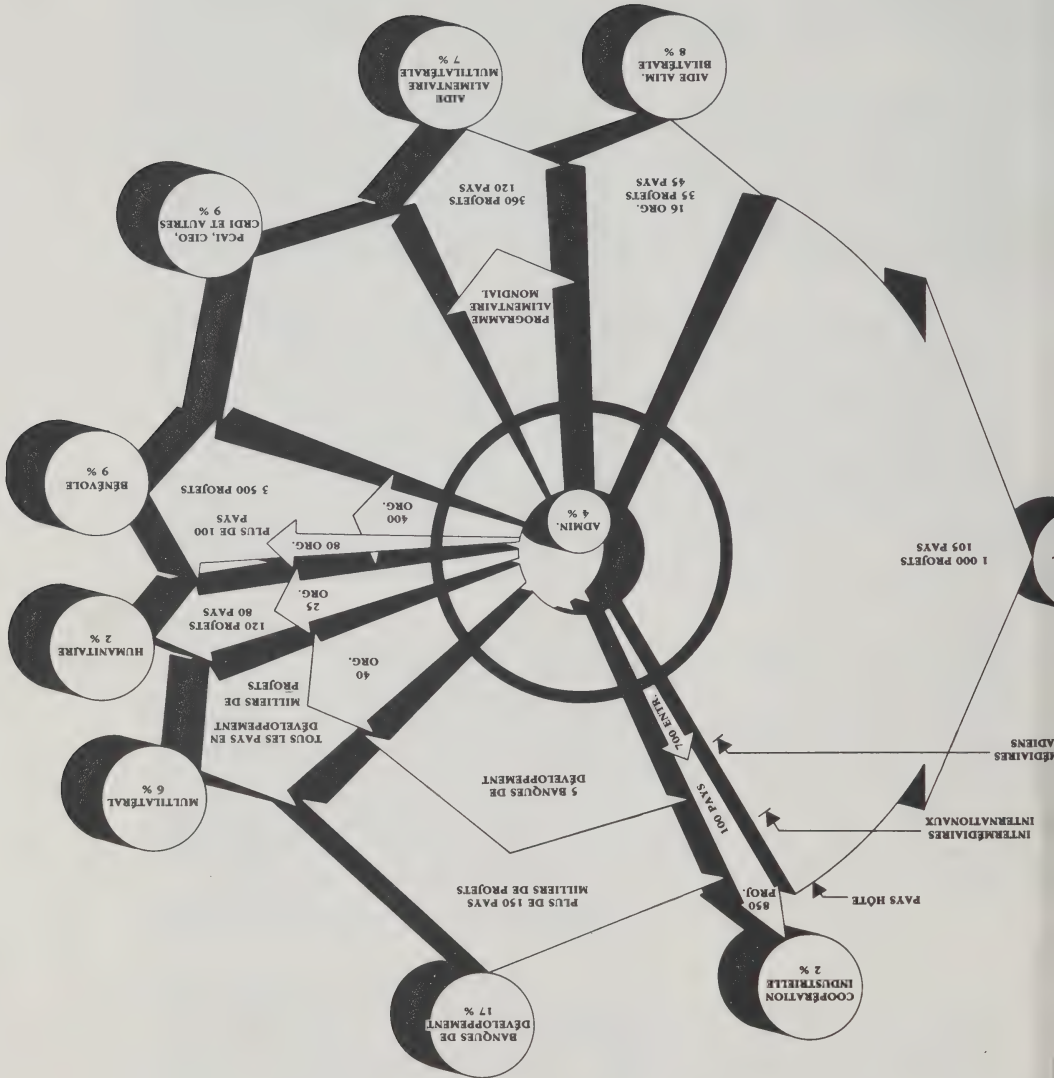 BANQUES DE
DÉVELOPPEMENT
17 %
COOPÉRATION
INDUSTRIELLE
2 %
PAYS HÔTE
850
PROJ.
PLUS DE 150 PAYS
MILLIERS DE PROJETS
INTERMÉDIAIRES
INTERNATIONAUX
100 PAYS
5 BANQUES DE
DÉVELOPPEMENT
MULTILATÉRAL
6 %
MÉDIAIRES
ADIENS
700 ENTR.
TOUS LES PAYS EN
DÉVELOPPEMENT
MILLIERS DE
PROJETS
40
ORG.
HUMANITAIRE
2 %
120 PROJETS
80 PAYS
25
ORG.
1 000 PROJETS
105 PAYS
ADMIN.
4 %
80 ORG.
PLUS DE 100
PAYS
400
ORG.
3 500 PROJETS
BÉNÉVOLE
9 %
PROGRAMME
ALIMENTAIRE
MONDIAL
PCAI, CIEO,
CRDI ET AUTRES
9 %
16 ORG.
35 PROJETS
45 PAYS
360 PROJETS
120 PAYS
AIDE ALIM.
BILATÉRALE
8 %
AIDE
ALIMENTAIRE
MULTILATÉRALE
7 %